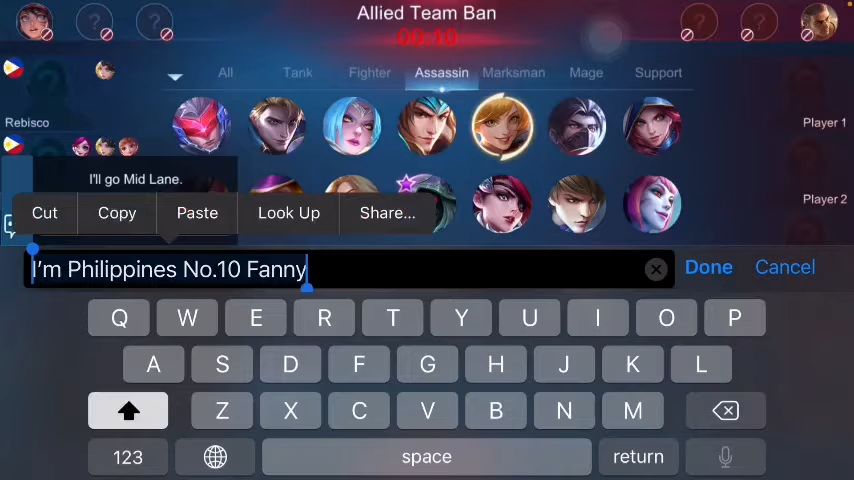 Allied Team Ban
00:10
All Tank Fighter Assassin Marksman Mage Support
Rebisco
Player 1
I'll go Mid Lane.
Player 2
Cut Copy Paste Look Up Share...
I'm Philippines No.10 Fanny
Done Cancel
Q W E R T Y U I O P
A S D F G H J K L
Z X C V B N M
123 space return